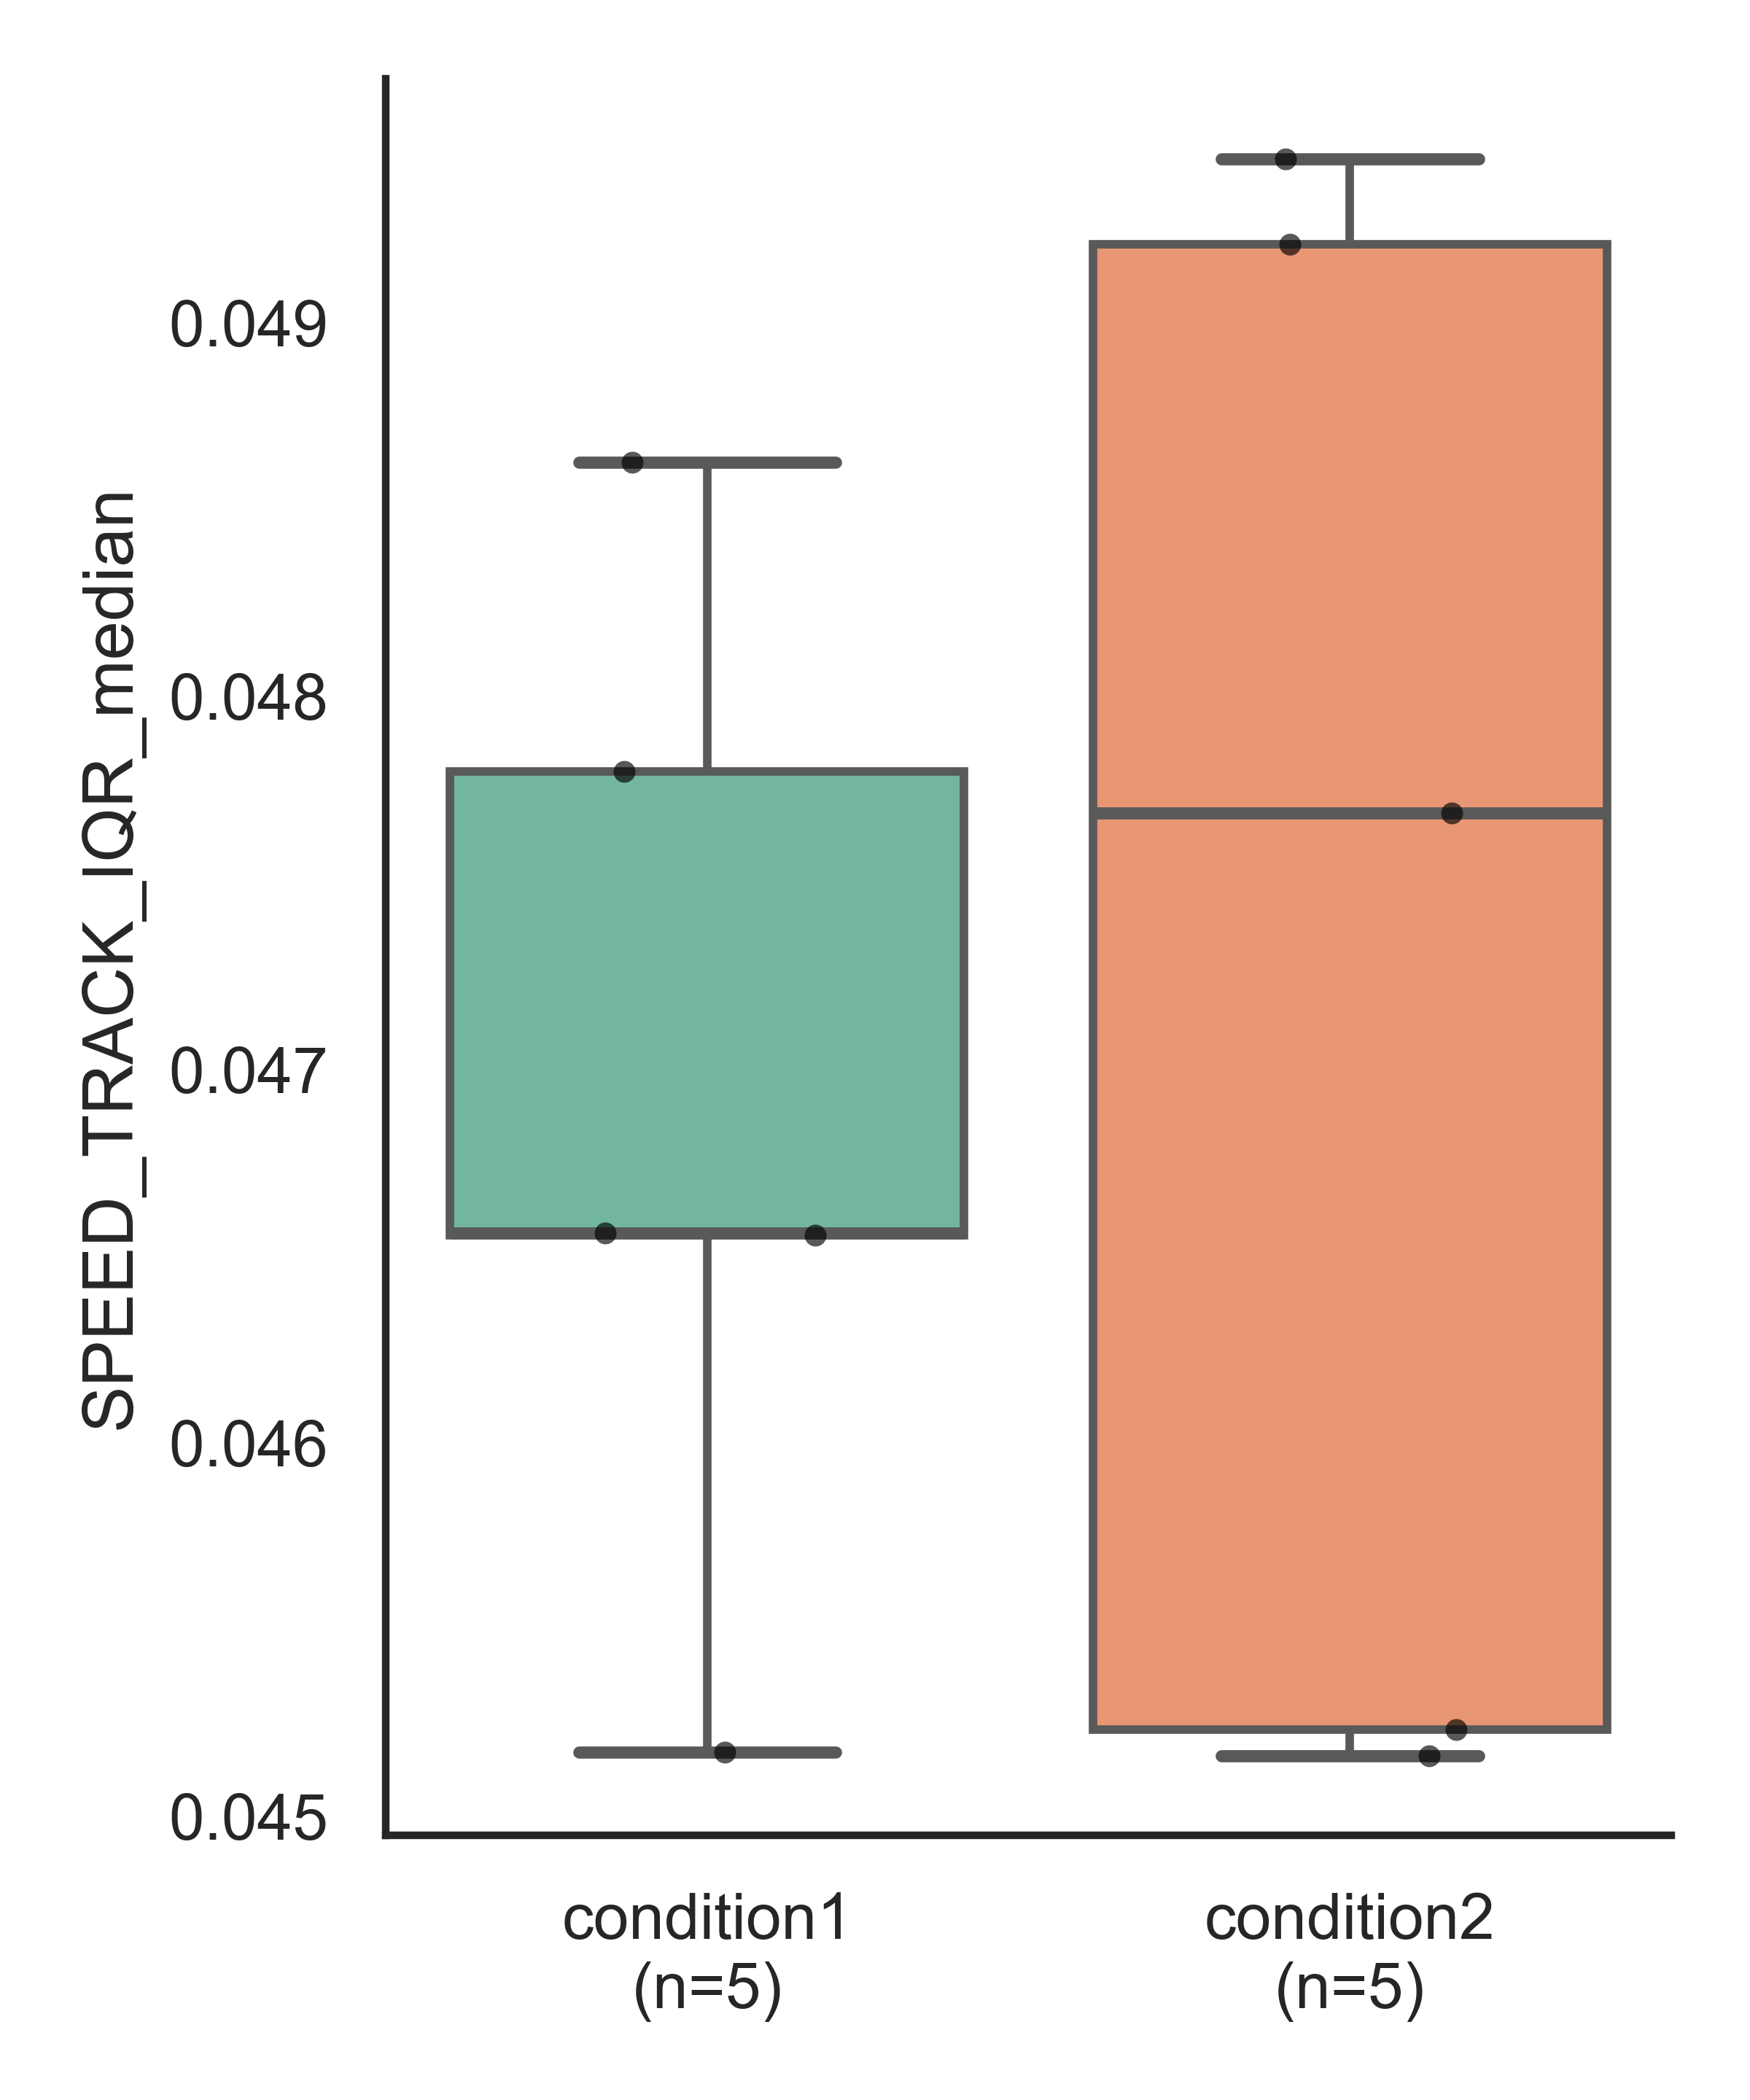 SPEED_TRACK_IQR_median
0.049
0.048
0.047
0.046
0.045
condition1
(n=5)
condition2
(n=5)